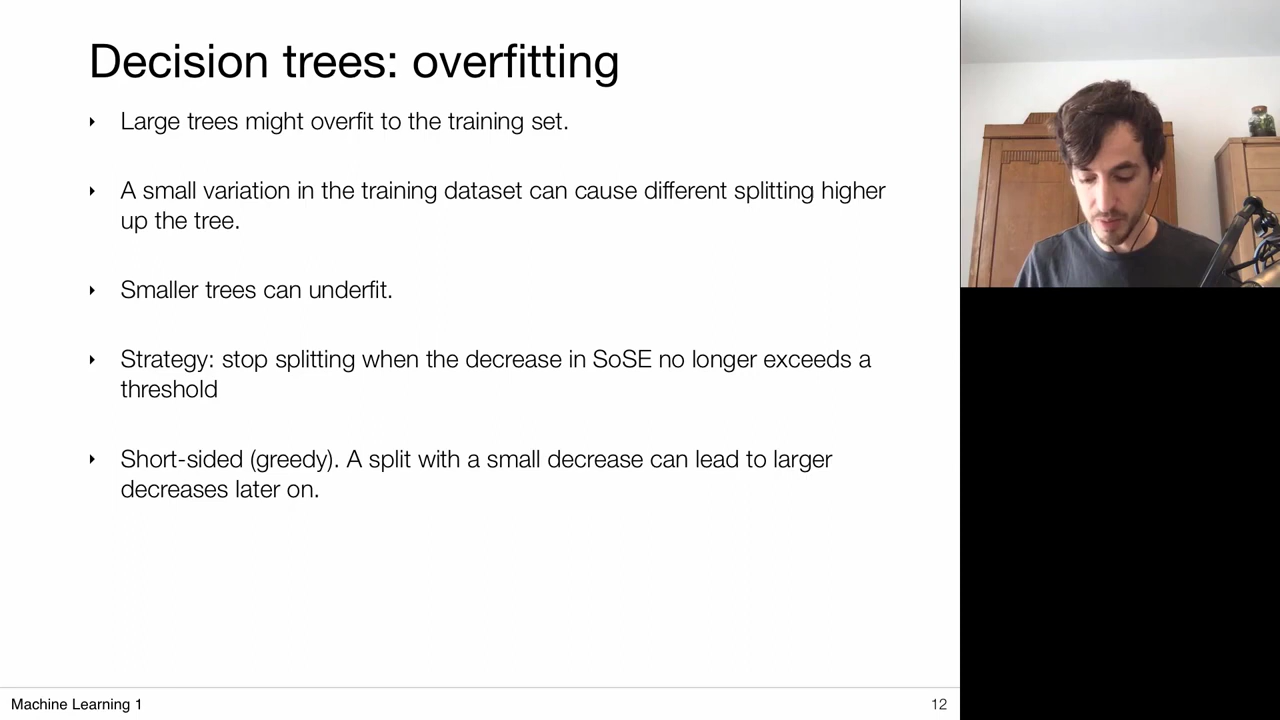 Decision trees: overfitting
‣ Large trees might overfit to the training set.
‣ A small variation in the training dataset can cause different splitting higher
up the tree.
‣ Smaller trees can underfit.
‣ Strategy: stop splitting when the decrease in SoSE no longer exceeds a
threshold
‣ Short-sided (greedy). A split with a small decrease can lead to larger
decreases later on.
Machine Learning 1
12